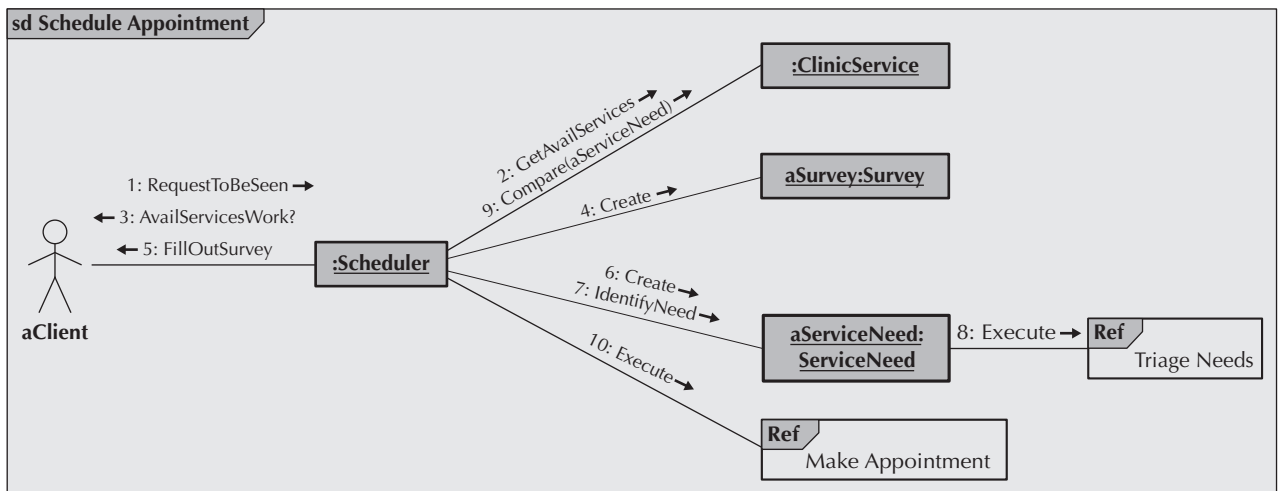 sd Schedule Appointment
:ClinicService
2: GetAvailServices
9: Compare(aServiceNeed)
aSurvey:Survey
1: RequestToBeSeen
4: Create
3: AvailServicesWork?
5: FillOutSurvey
:Scheduler
6: Create
7: IdentifyNeed
aClient
aServiceNeed:
ServiceNeed
8: Execute
Ref
Triage Needs
10: Execute
Ref
Make Appointment